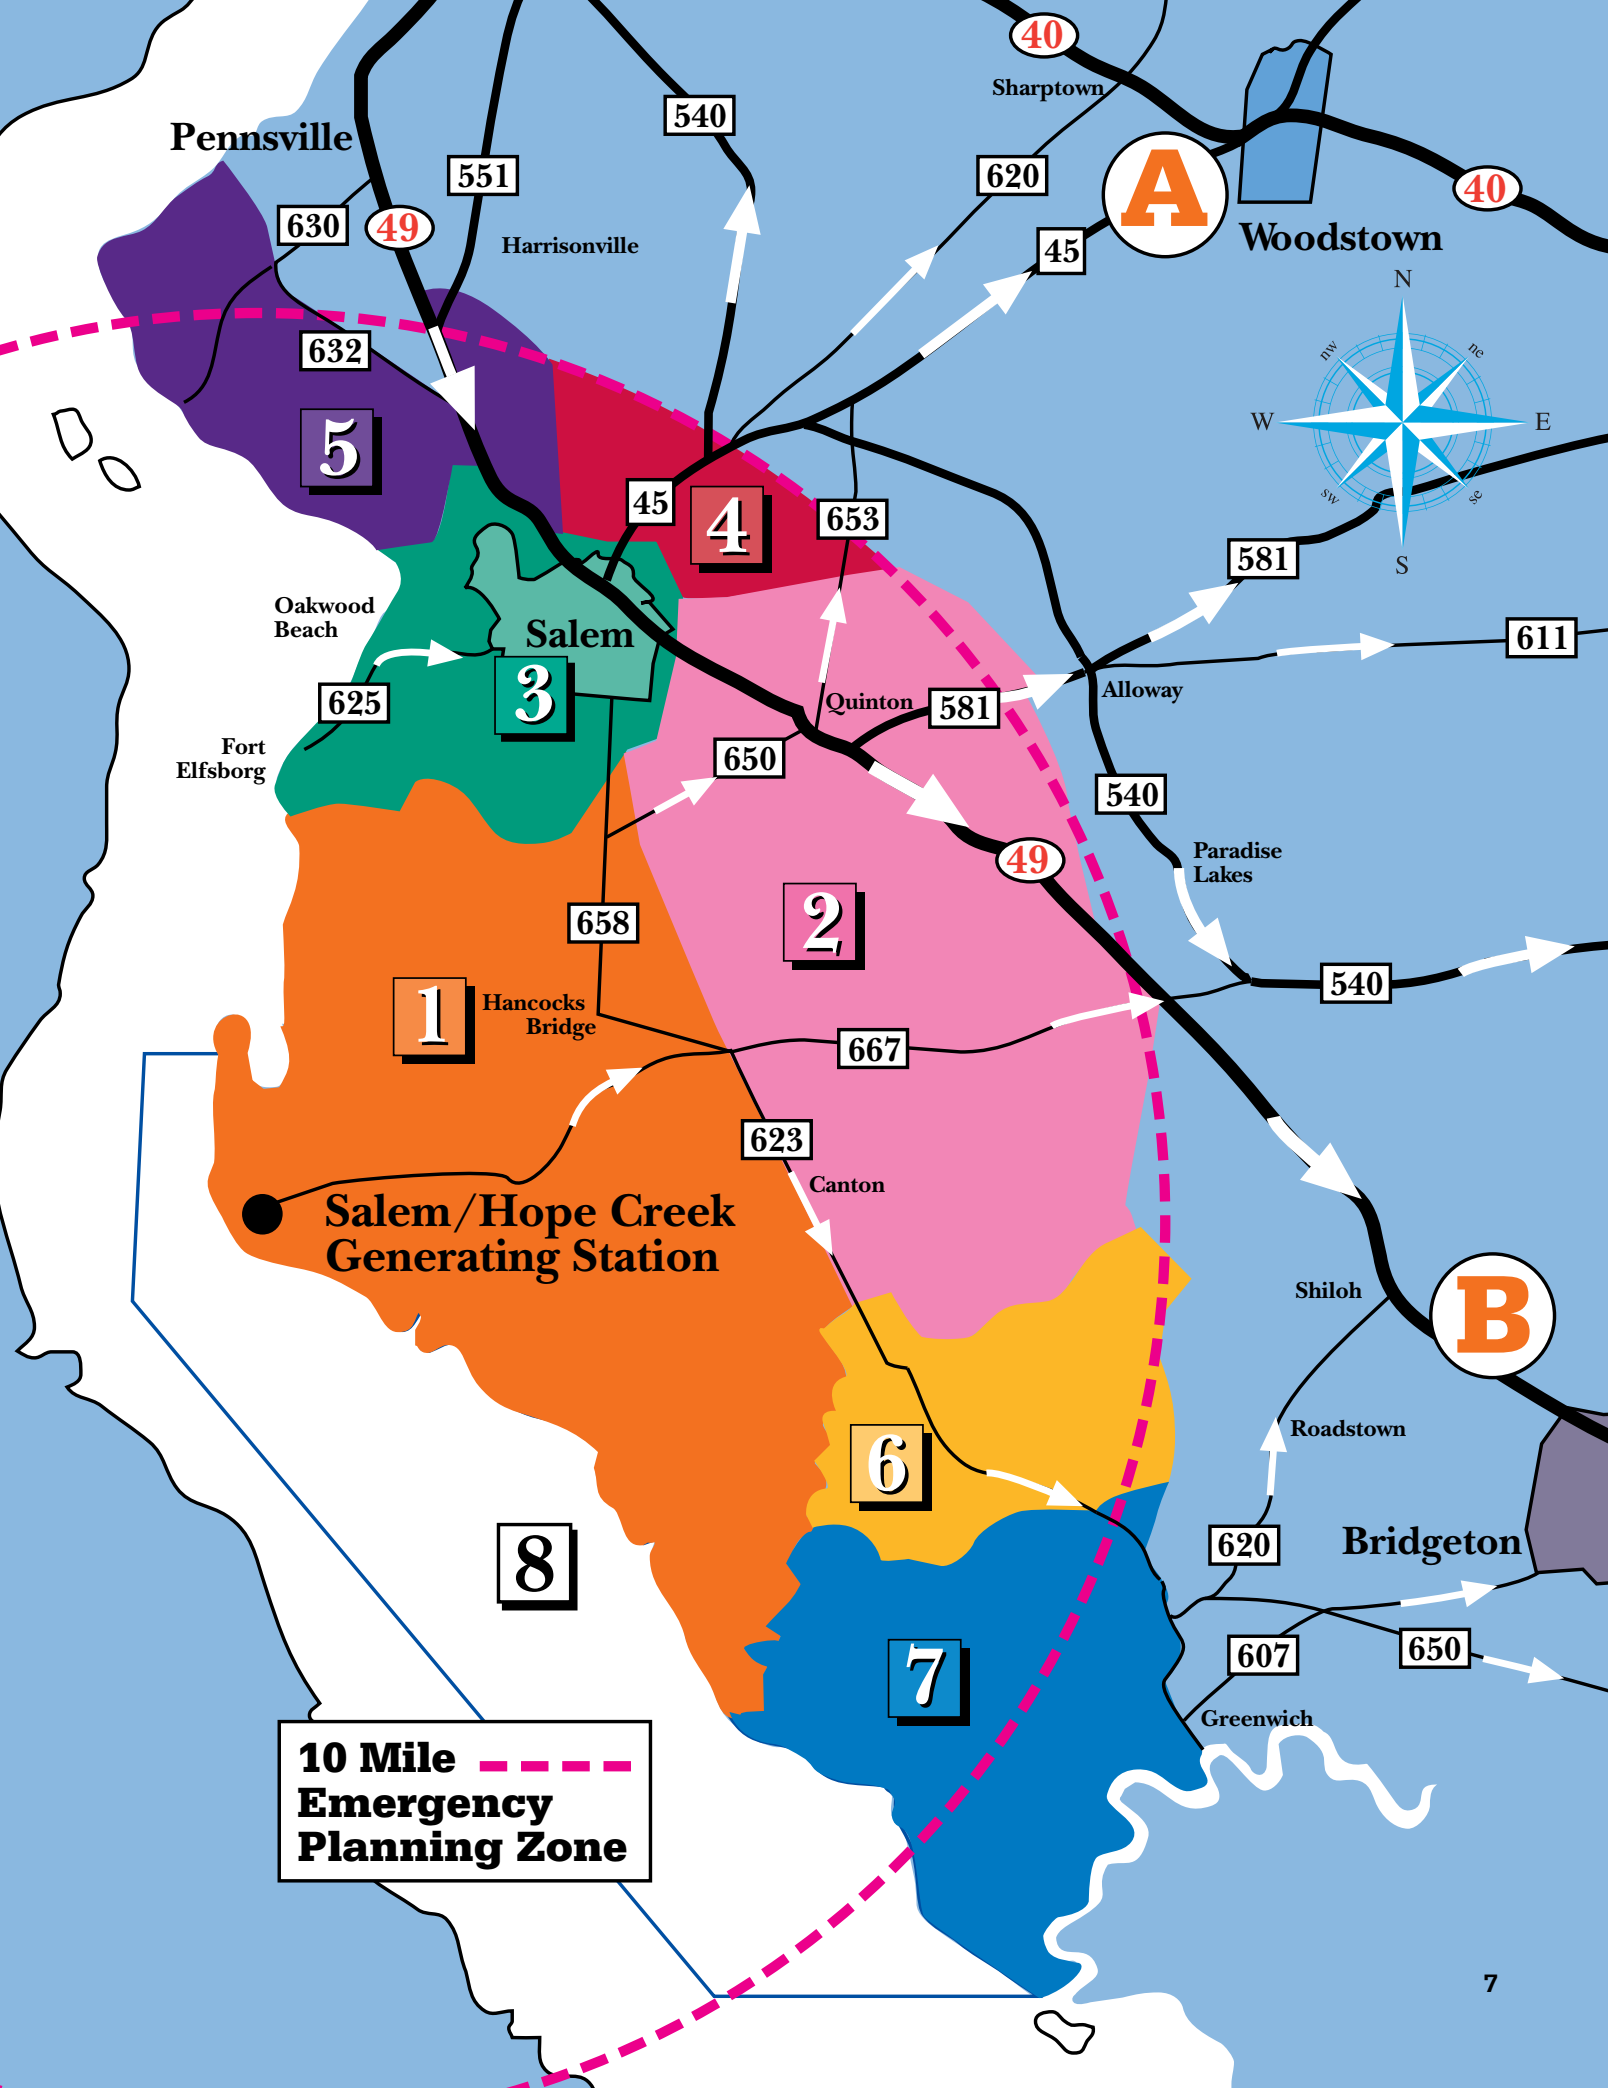 40
Sharptown
540
Pennsville
551
620
A
40
630
49
Harrisonville
45
Woodstown
N
nw
ne
632
W
E
5
45
4
653
sw
se
581
S
Oakwood
Beach
Salem
611
3
625
Quinton
581
Alloway
Fort
Elfsborg
650
540
49
Paradise
Lakes
658
2
540
1
Hancocks
Bridge
667
623
Canton
Salem/Hope Creek
Generating Station
Shiloh
B
Roadstown
6
8
620
Bridgeton
607
650
7
Greenwich
10 Mile
Emergency
Planning Zone
7